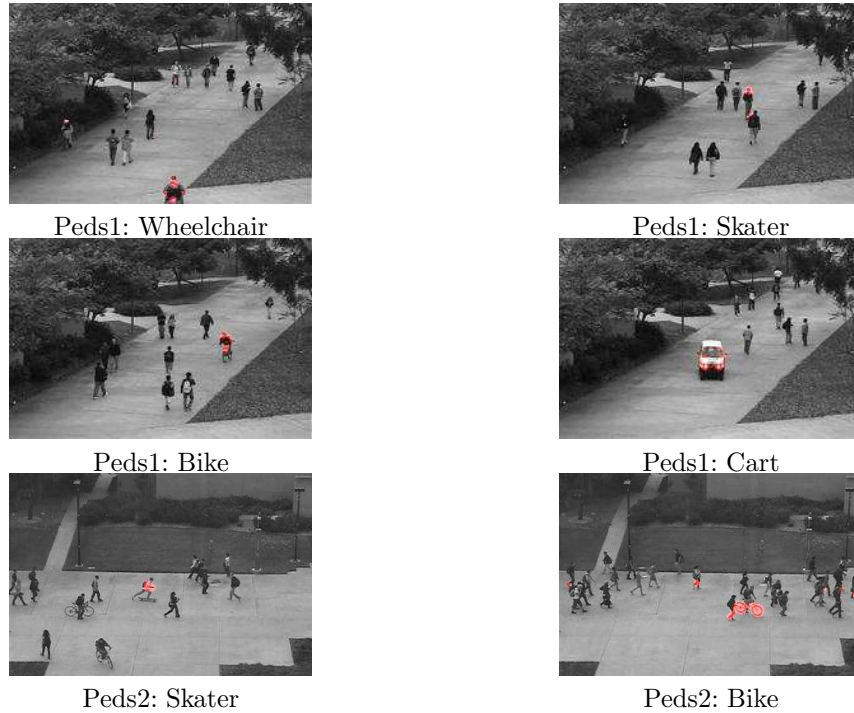 Peds1: Wheelchair
Peds1: Skater
Peds1: Bike
Peds1: Cart
Peds2: Skater
Peds2: Bike